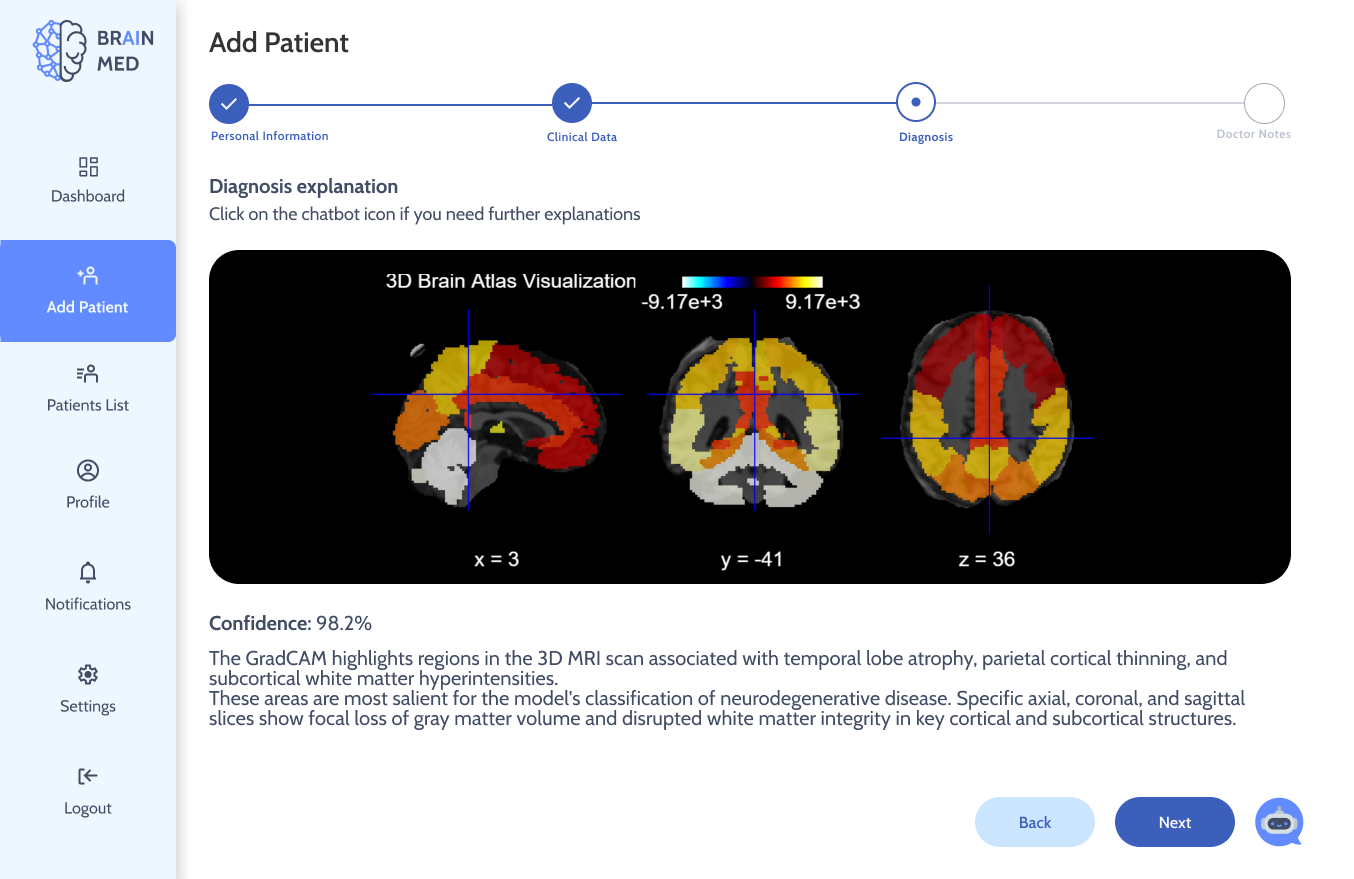 BRAIN
MED
Dashboard
Add Patient
Patients List
Profile
Notifications
Settings
Logout
Add Patient
Personal Information
Clinical Data
Diagnosis
Doctor Notes
Diagnosis explanation
Click on the chatbot icon if you need further explanations
3D Brain Atlas Visualization
-9.17e+3 9.17e+3
x = 3
y = -41
z = 36
Confidence: 98.2%
The GradCAM highlights regions in the 3D MRI scan associated with temporal lobe atrophy, parietal cortical thinning, and
subcortical white matter hyperintensities.
These areas are most salient for the model's classification of neurodegenerative disease. Specific axial, coronal, and sagittal
slices show focal loss of gray matter volume and disrupted white matter integrity in key cortical and subcortical structures.
Back
Next